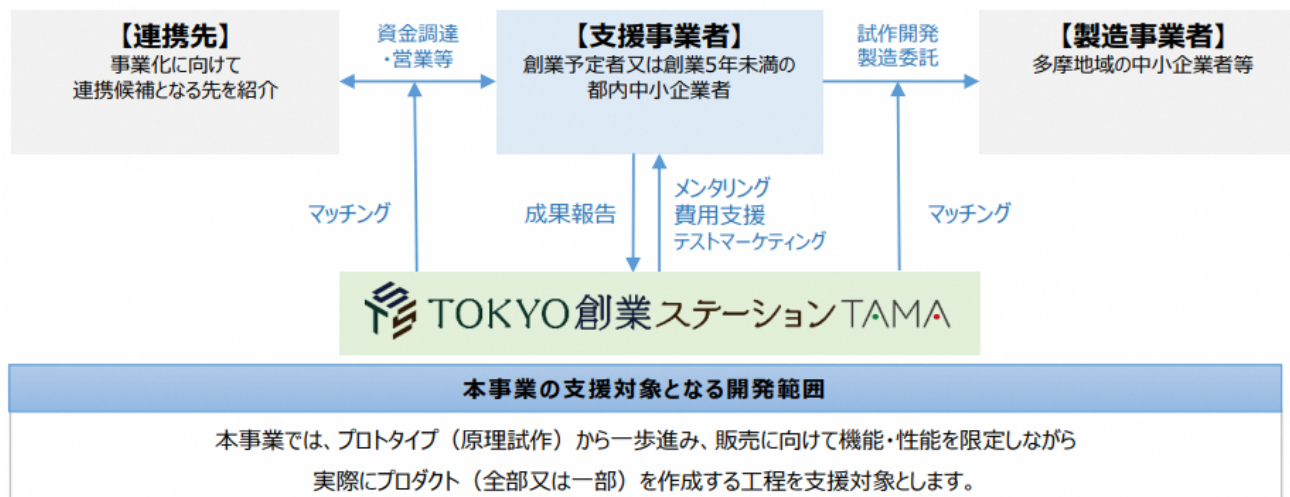 【連携先】
事業化に向けて
連携候補となる先を紹介
資金調達
・営業等
【支援事業者】
創業予定者又は創業5年未満の
都内中小企業者
試作開発
製造委託
【製造事業者】
多摩地域の中小企業者等
マッチング
成果報告
メンタリング
費用支援
テストマーケティング
マッチング
TOKYO創業ステーションTAMA
本事業の支援対象となる開発範囲
本事業では、プロトタイプ（原理試作）から一歩進み、販売に向けて機能・性能を限定しながら
実際にプロダクト（全部又は一部）を作成する工程を支援対象とします。